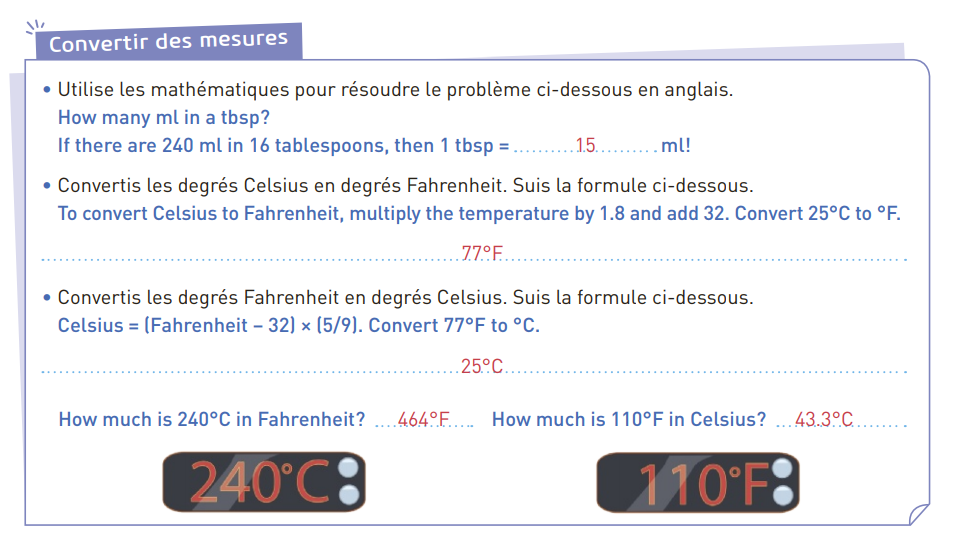 Convertir des mesures
• Utilise les mathématiques pour résoudre le problème ci-dessous en anglais.
How many ml in a tbsp?
If there are 240 ml in 16 tablespoons, then 1 tbsp = 15 ml!
• Convertis les degrés Celsius en degrés Fahrenheit. Suis la formule ci-dessous.
To convert Celsius to Fahrenheit, multiply the temperature by 1.8 and add 32. Convert 25°C to °F.
77°F
• Convertis les degrés Fahrenheit en degrés Celsius. Suis la formule ci-dessous.
Celsius = (Fahrenheit – 32) × (5/9). Convert 77°F to °C.
25°C
How much is 240°C in Fahrenheit? 464°F How much is 110°F in Celsius? 43.3°C
240°C 110°F